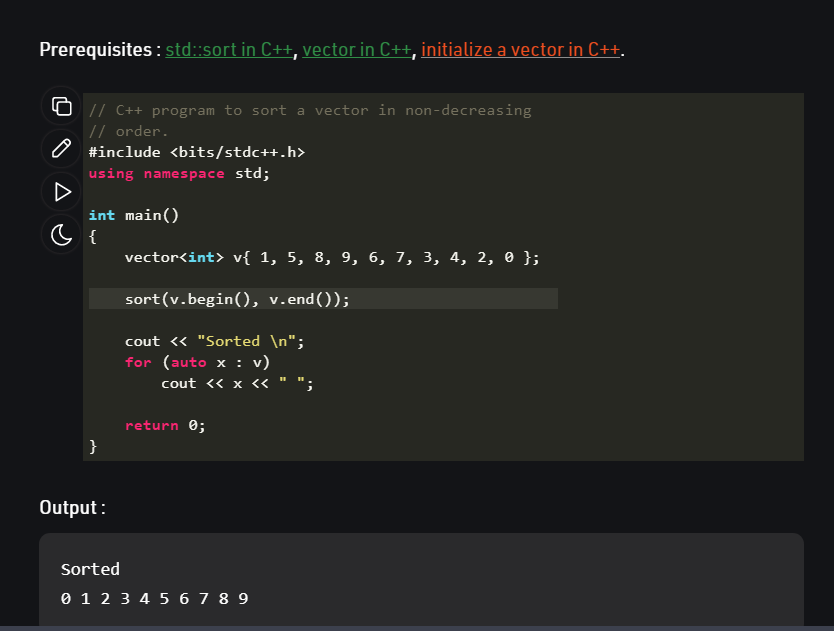 Prerequisites : std::sort in C++, vector in C++, initialize a vector in C++.
// C++ program to sort a vector in non-decreasing
// order.
#include <bits/stdc++.h>
using namespace std;
int main()
{
    vector<int> v{ 1, 5, 8, 9, 6, 7, 3, 4, 2, 0 };
    sort(v.begin(), v.end());
    cout << "Sorted \n";
    for (auto x : v)
        cout << x << " ";
    return 0;
}
Output :
Sorted
0 1 2 3 4 5 6 7 8 9